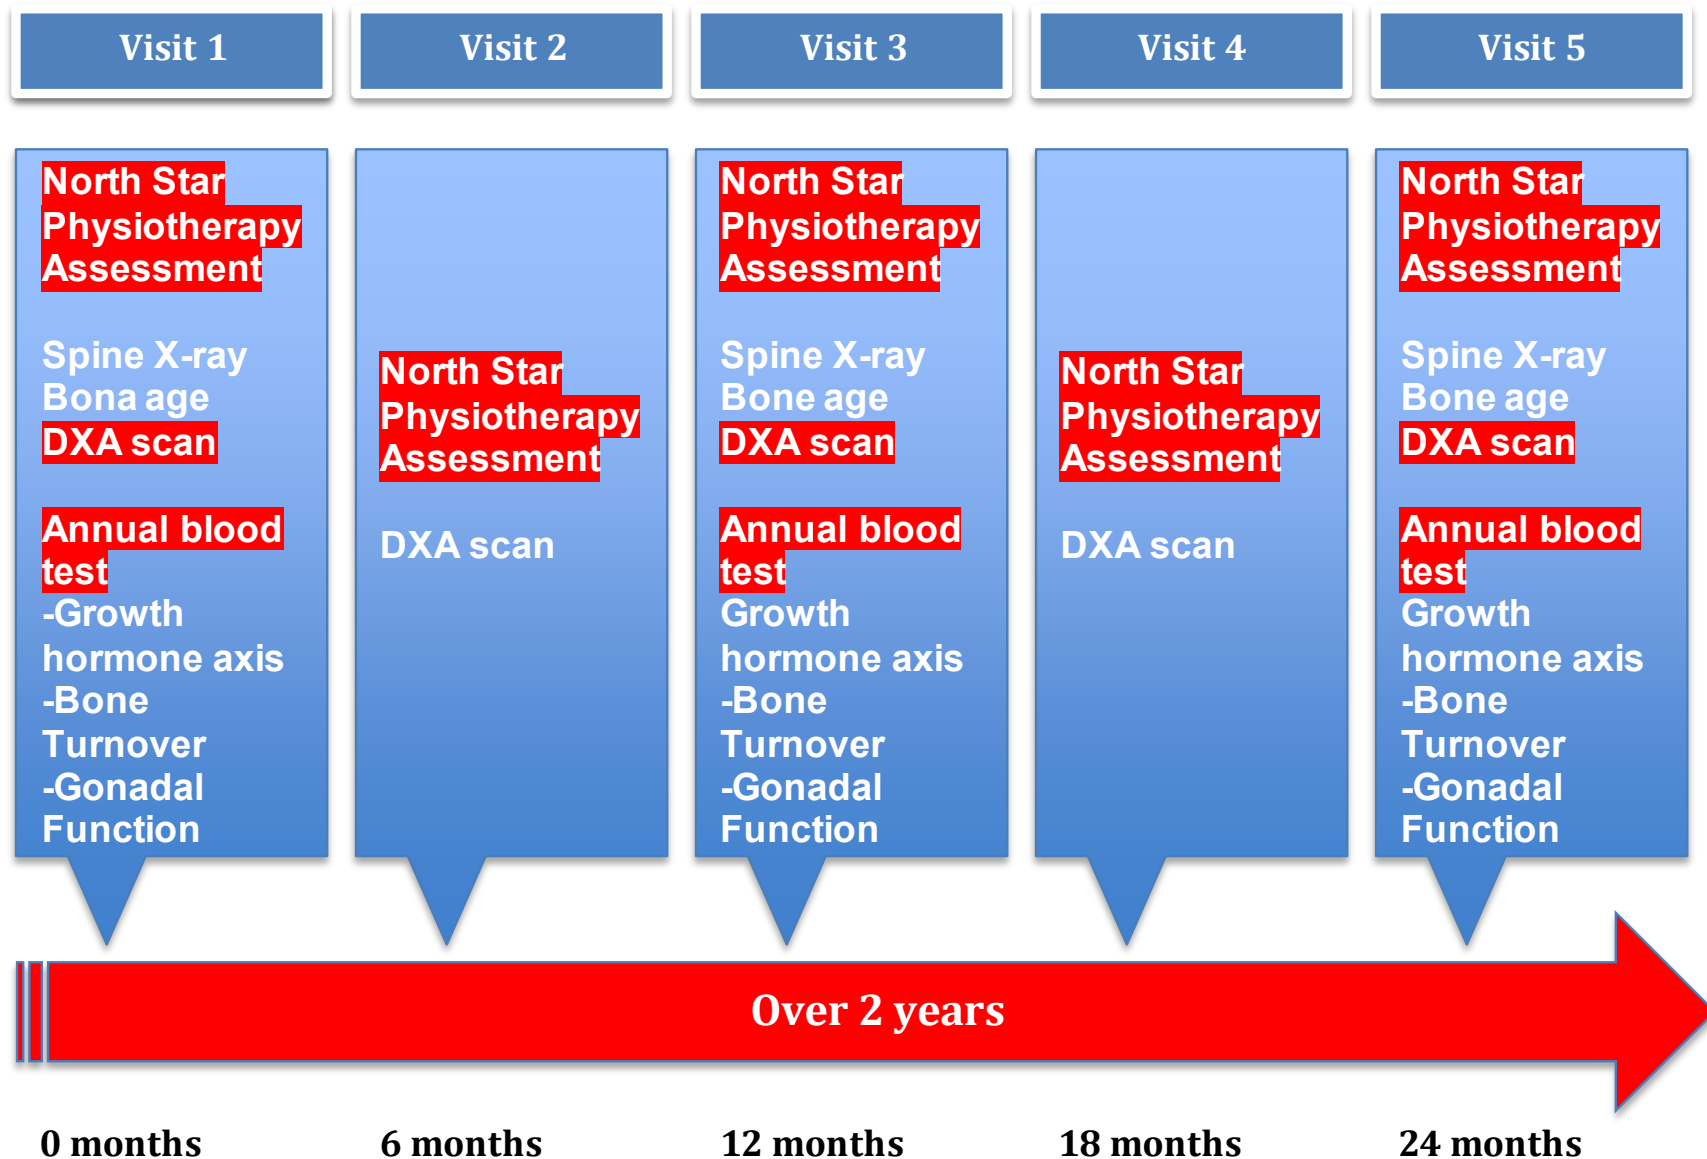 Visit 1
Visit 2
Visit 3
Visit 4
Visit 5
North Star
Physiotherapy
Assessment
Spine X-ray
Bona age
DXA scan
Annual blood
test
-Growth
hormone axis
-Bone
Turnover
-Gonadal
Function
North Star
Physiotherapy
Assessment
DXA scan
North Star
Physiotherapy
Assessment
Spine X-ray
Bone age
DXA scan
Annual blood
test
Growth
hormone axis
-Bone
Turnover
-Gonadal
Function
North Star
Physiotherapy
Assessment
DXA scan
North Star
Physiotherapy
Assessment
Spine X-ray
Bone age
DXA scan
Annual blood
test
Growth
hormone axis
-Bone
Turnover
-Gonadal
Function
Over 2 years
0 months
6 months
12 months
18 months
24 months